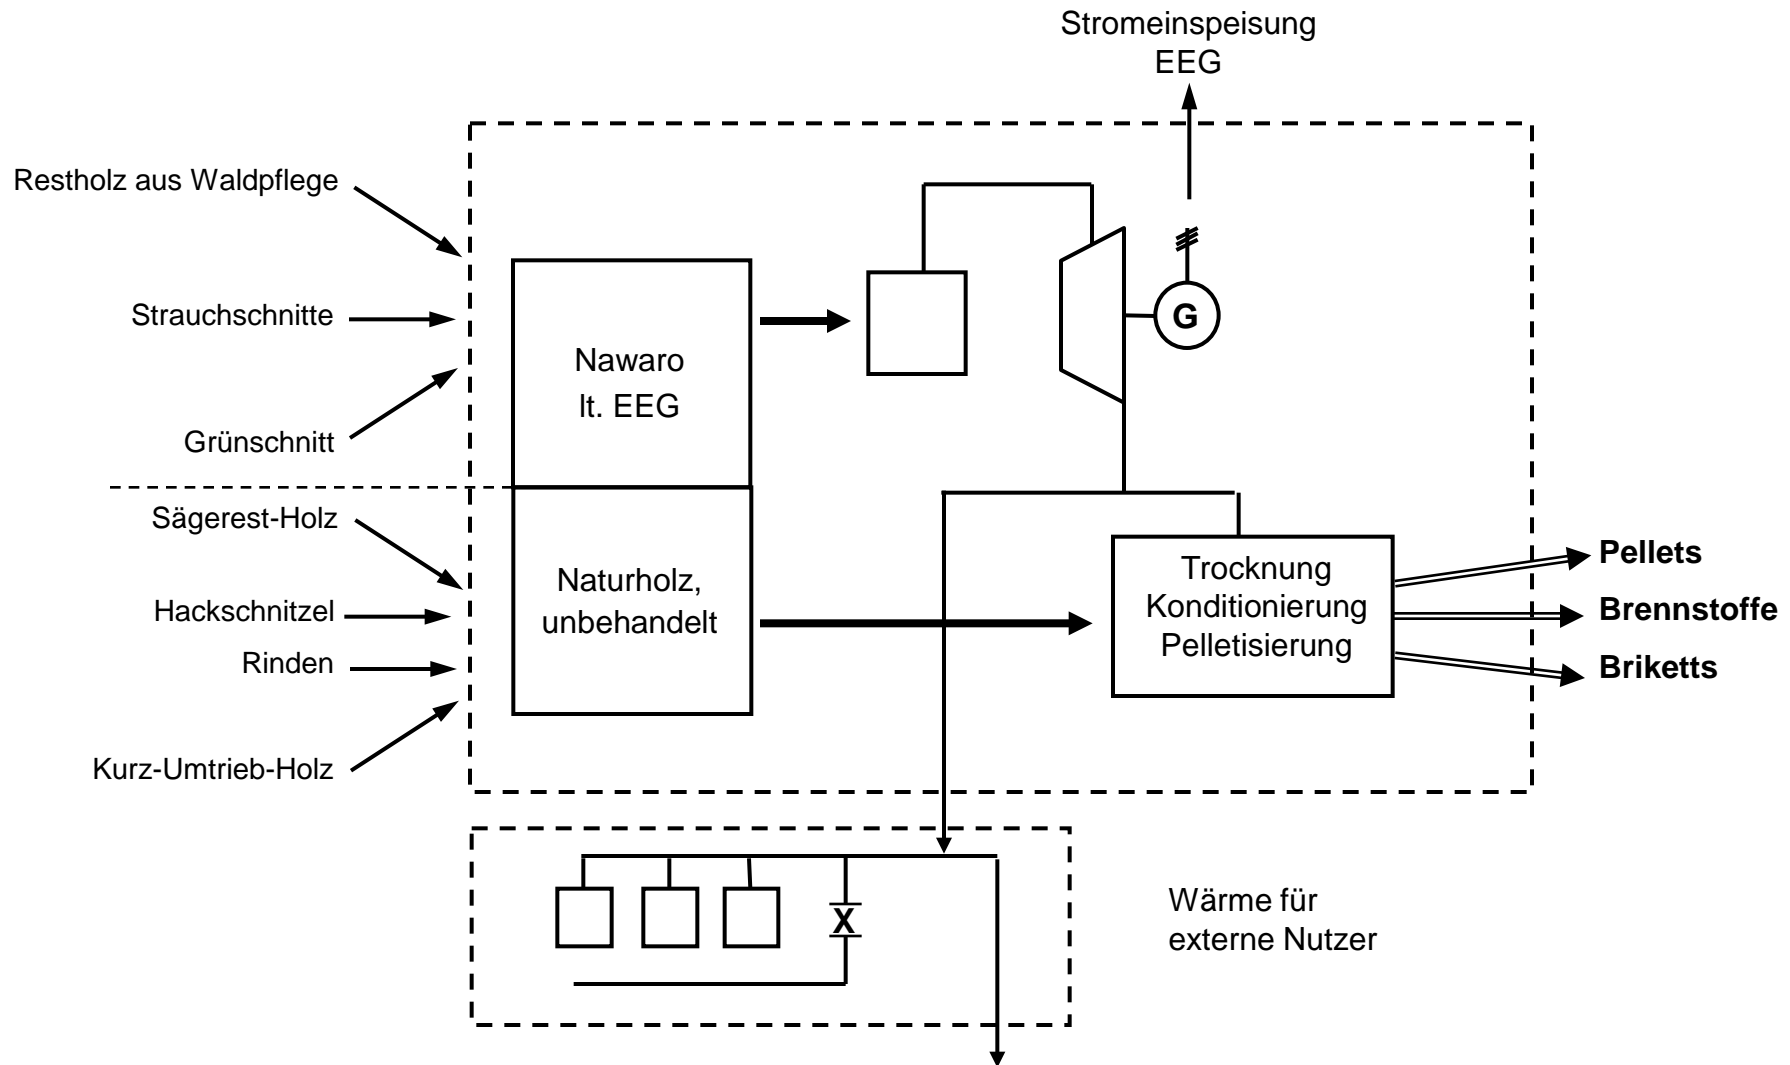 Stromeinspeisung
EEG
Restholz aus Waldpflege
Strauchschnitte
Grünschnitt
Nawaro
lt. EEG
G
Sägerest-Holz
Hackschnitzel
Rinden
Kurz-Umtrieb-Holz
Naturholz,
unbehandelt
Trocknung
Konditionierung
Pelletisierung
Pellets
Brennstoffe
Briketts
X
Wärme für
externe Nutzer